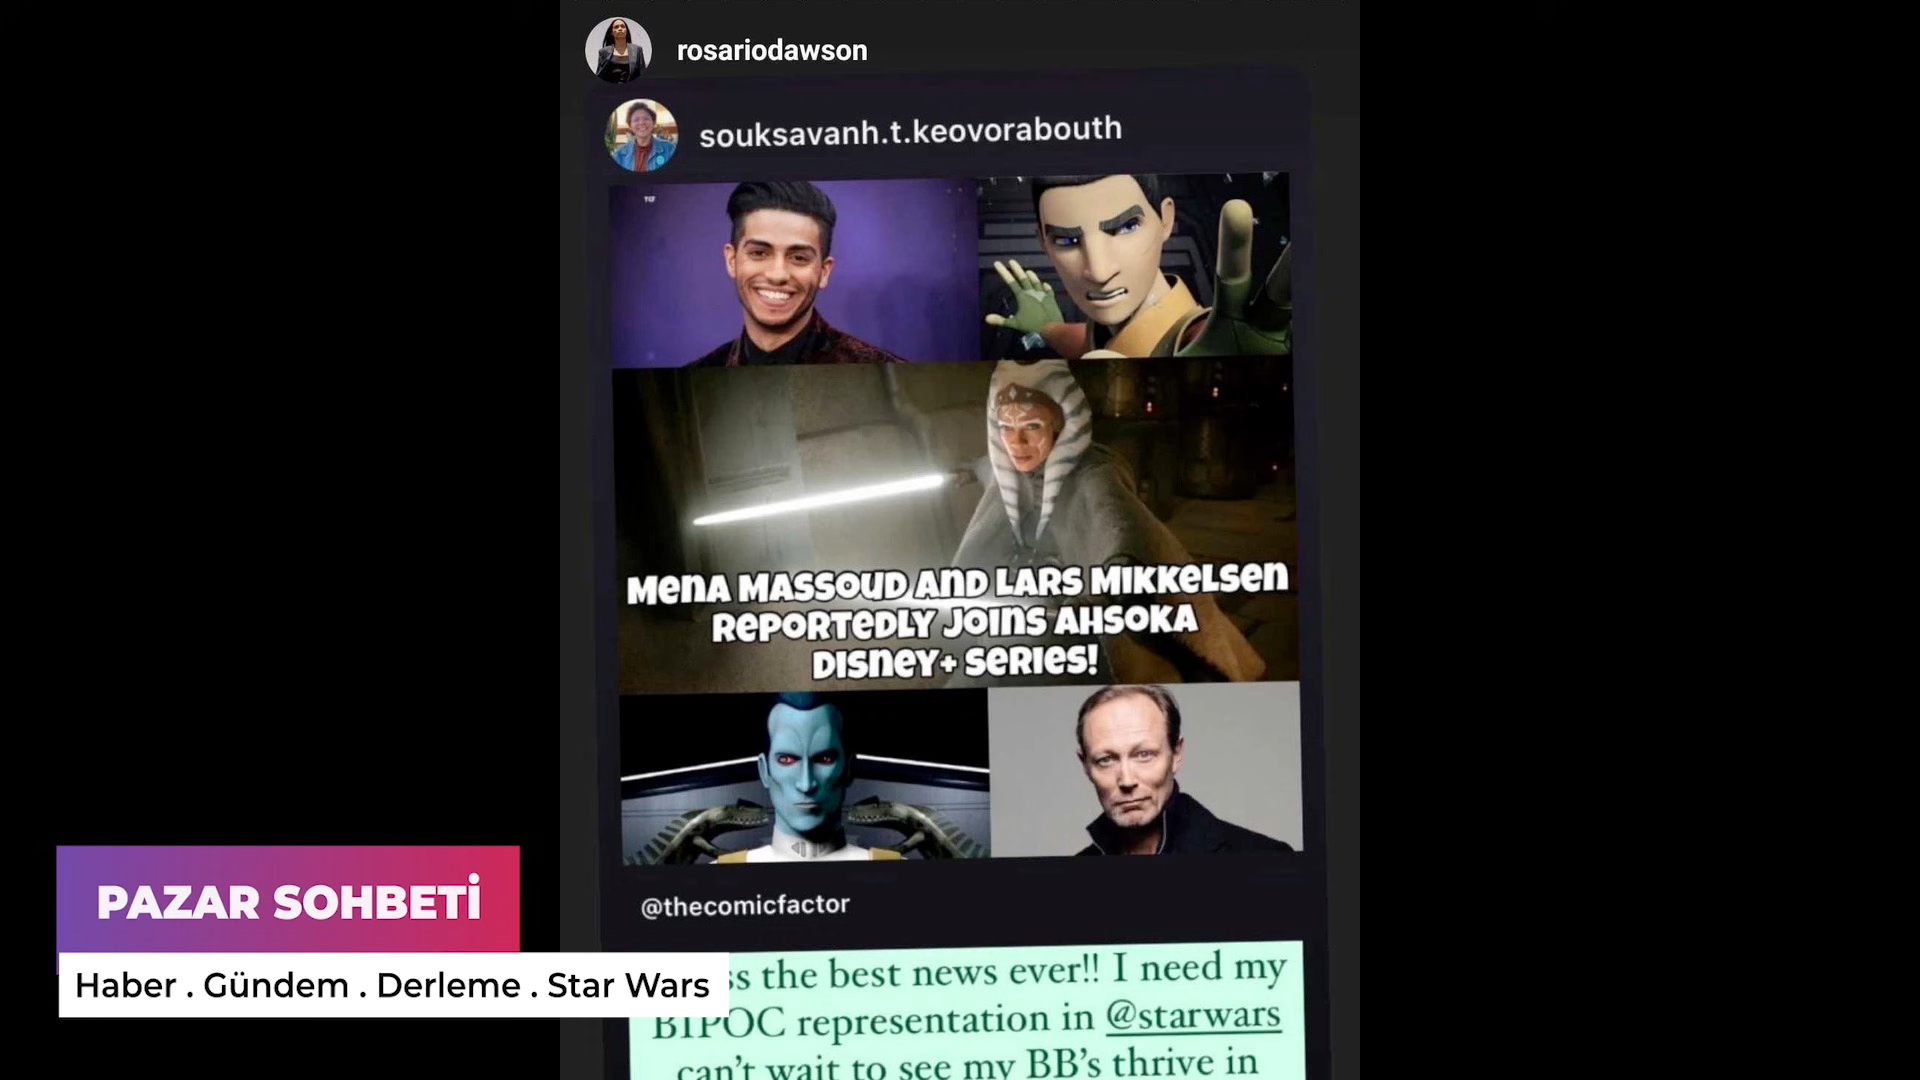 rosariodawson
souksavanh.t.keovorabouth
MENA MASSOUD AND LARS MIKKELSEN
REPORTEDLY JOINS AHSOKA
DISNEY+ SERIES!
@thecomicfactor
PAZAR SOHBETİ
Haber . Gündem . Derleme . Star Wars
the best news ever!! I need my
BIPOC representation in @starwars
can't wait to see my BB's thrive in